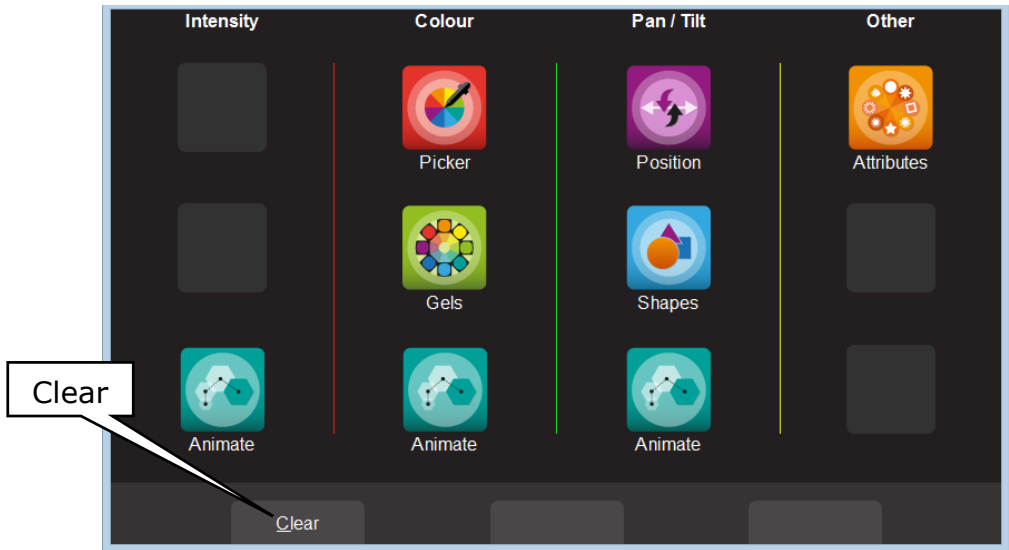 Intensity Colour Pan / Tilt Other
Picker Position Attributes
Gels Shapes
Clear
Animate Animate Animate
Clear